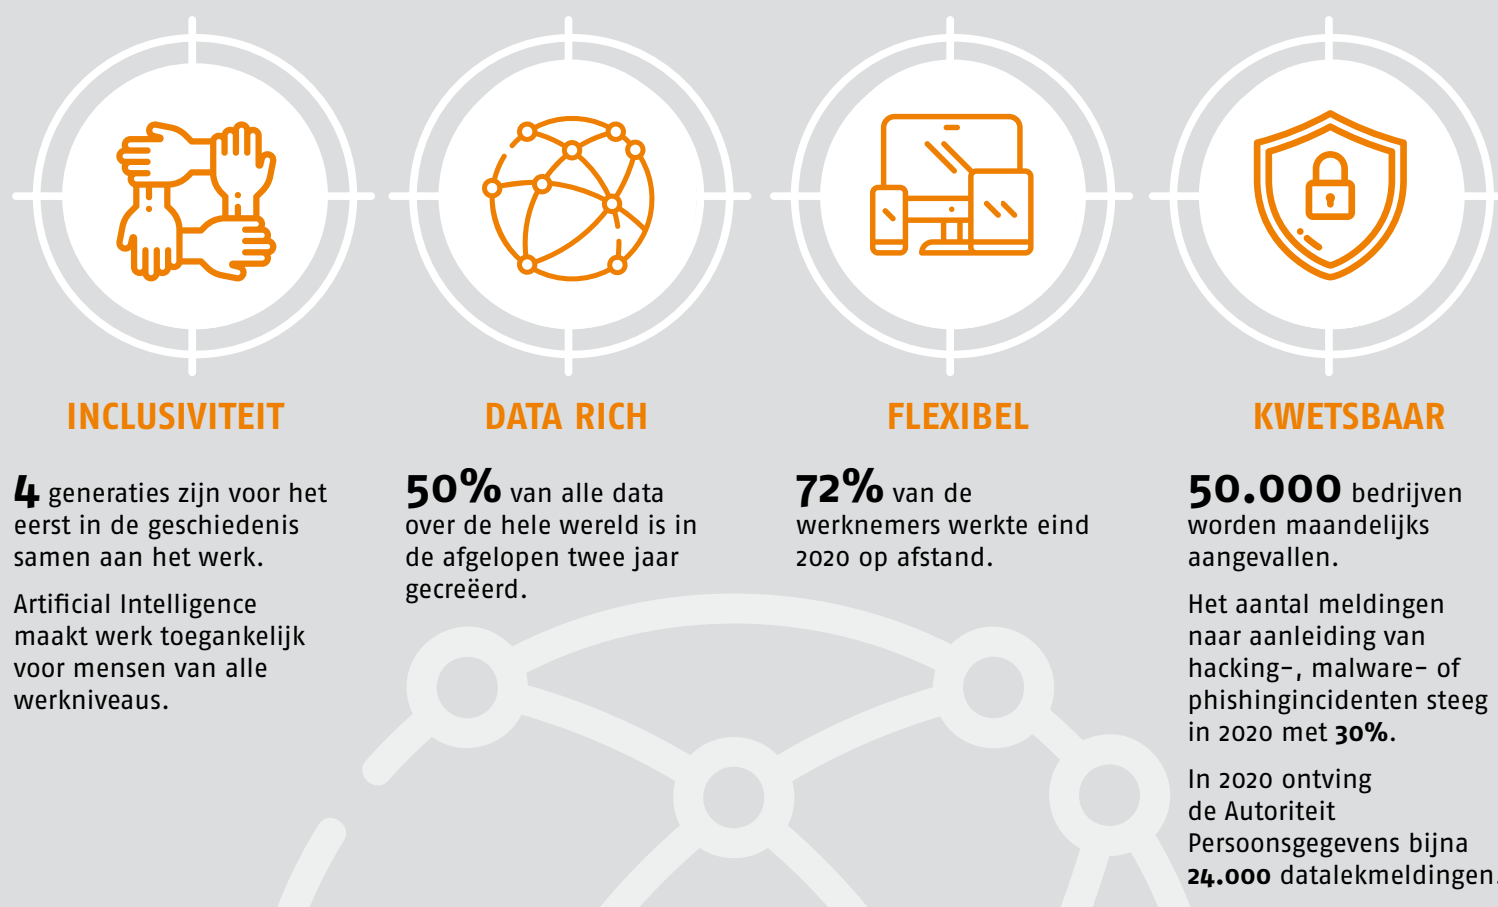 INCLUSIVITEIT
4 generaties zijn voor het
eerst in de geschiedenis
samen aan het werk.
Artificial Intelligence
maakt werk toegankelijk
voor mensen van alle
werkniveaus.
DATA RICH
50% van alle data
over de hele wereld is in
de afgelopen twee jaar
gecreëerd.
FLEXIBEL
72% van de
werknemers werkte eind
2020 op afstand.
KWETSBAAR
50.000 bedrijven
worden maandelijks
aangevallen.
Het aantal meldingen
naar aanleiding van
hacking-, malware- of
phishingincidenten steeg
in 2020 met 30%.
In 2020 ontving
de Autoriteit
Persoonsgegevens bijna
24.000 datalekmeldingen.